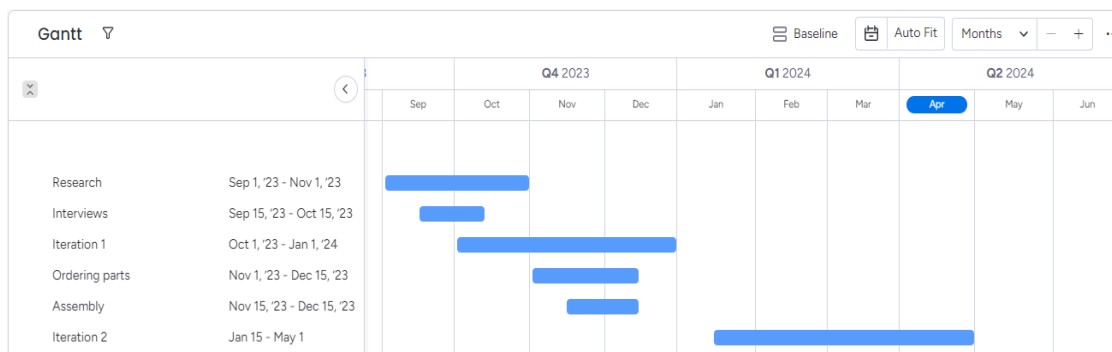 Gantt Baseline Auto Fit Months
Q4 2023 Q1 2024 Q2 2024
Sep Oct Nov Dec Jan Feb Mar Apr May Jun
Research Sep 1, '23 - Nov 1, '23
Interviews Sep 15, '23 - Oct 15, '23
Iteration 1 Oct 1, '23 - Jan 1, '24
Ordering parts Nov 1, '23 - Dec 15, '23
Assembly Nov 15, '23 - Dec 15, '23
Iteration 2 Jan 15 - May 1